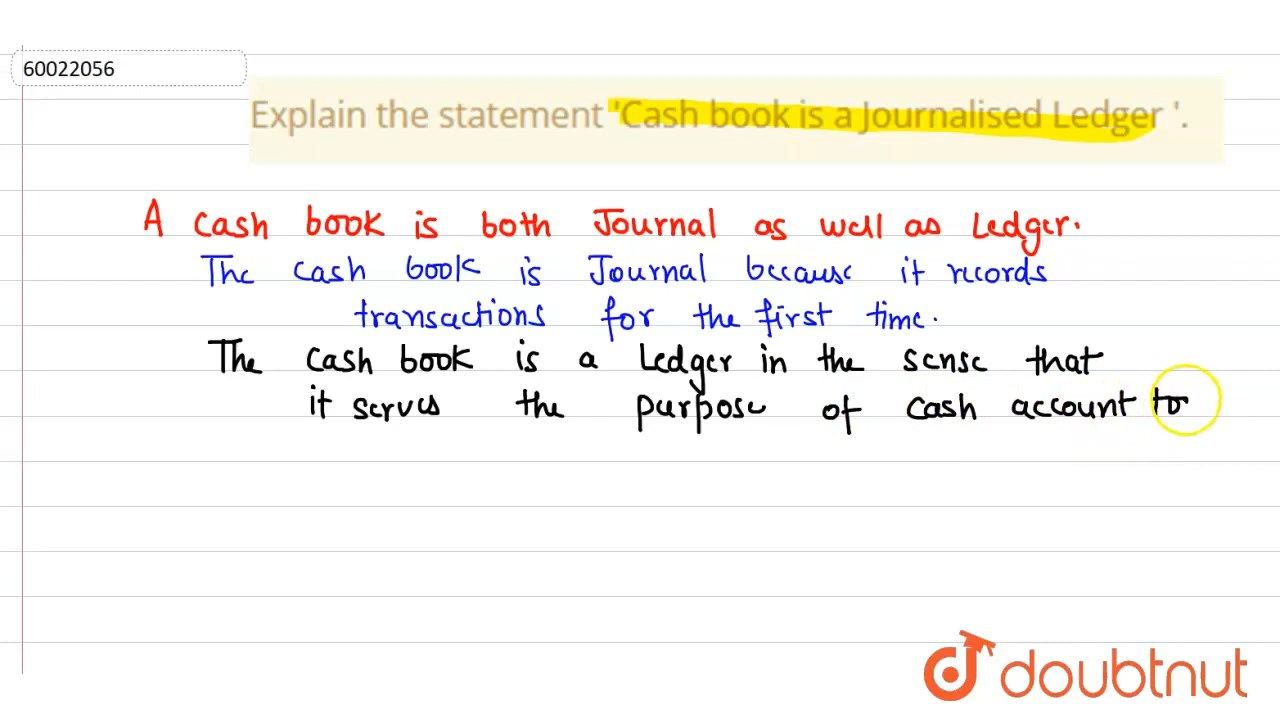 60022056
Explain the statement 'Cash book is a Journalised Ledger '.
A cash book is both Journal as well as Ledger.
The cash book is Journal because it records
transactions for the first time.
The cash book is a Ledger in the sense that
it serves the purpose of cash account to
doubtnut